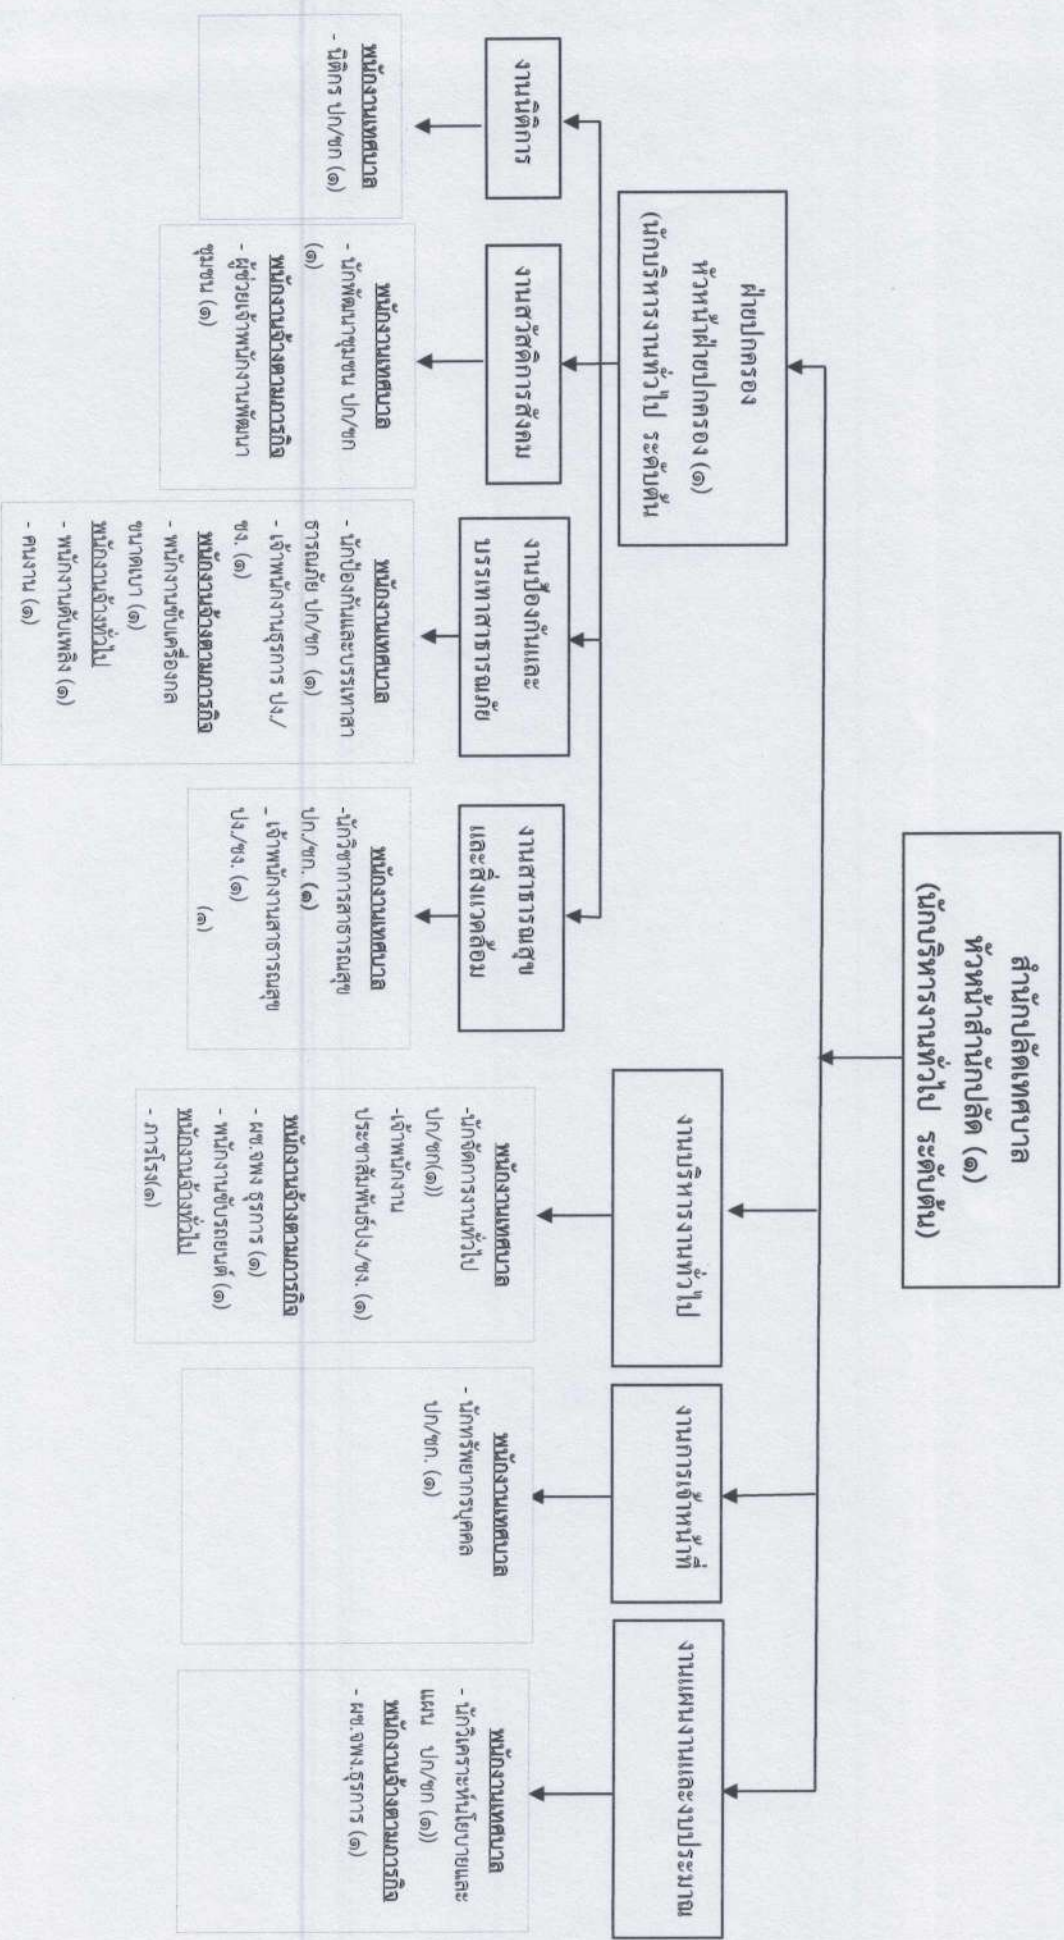 สำนักปลัดเทศบาล
หัวหน้าสำนักปลัด (๑)
(นักบริหารงานทั่วไป ระดับต้น)
ฝ่ายปกครอง
หัวหน้าฝ่ายปกครอง (๑)
(นักบริหารงานทั่วไป ระดับต้น
งานนิติการ
พนักงานเทศบาล
- นิติกร ปก/ชก (๑)
งานสวัสดิการสังคม
พนักงานเทศบาล
- นักพัฒนาชุมชน ปก/ชก
(๑)
พนักงานจ้างตามภารกิจ
- ผู้ช่วยเจ้าพนักงานพัฒนา
ชุมชน (๑)
งานป้องกันและ
บรรเทาสาธารณภัย
พนักงานเทศบาล
- นักป้องกันและบรรเทาสา
ธารณภัย ปก/ชก (๑)
- เจ้าพนักงานธุรการ ปง./
ชง. (๑)
พนักงานจ้างตามภารกิจ
- พนักงานขับเครื่องกล
ขนาดเบา (๑)
พนักงานจ้างทั่วไป
- พนักงานดับเพลิง (๑)
- คนงาน (๑)
งานสาธารณสุข
และสิ่งแวดล้อม
พนักงานเทศบาล
-นักวิชาการสาธารณสุข
ปก./ชก. (๑)
_เจ้าพนักงานสาธารณสุข
ปง./ชง. (๑)
(๑)
งานบริหารงานทั่วไป
พนักงานเทศบาล
-นักจัดการงานทั่วไป
ปก/ชก(๑))
-เจ้าพนักงาน
ประชาสัมพันธ์ปง./ชง. (๑)
พนักงานจ้างตามภารกิจ
- ผช.จพง ธุรการ (๑)
- พนักงานขับรถยนต์ (๑)
พนักงานจ้างทั่วไป
- ภารโรง(๑)
งานการเจ้าหน้าที่
พนักงานเทศบาล
- นักทรัพยากรบุคคล
ปก/ชก. (๑)
งานแผนงานและงบประมาณ
พนักงานเทศบาล
- นักวิเคราะห์นโยบายและ
แผน ปก/ชก (๑))
พนักงานจ้างตามภารกิจ
- ผช.จพง.ธุรการ (๑)